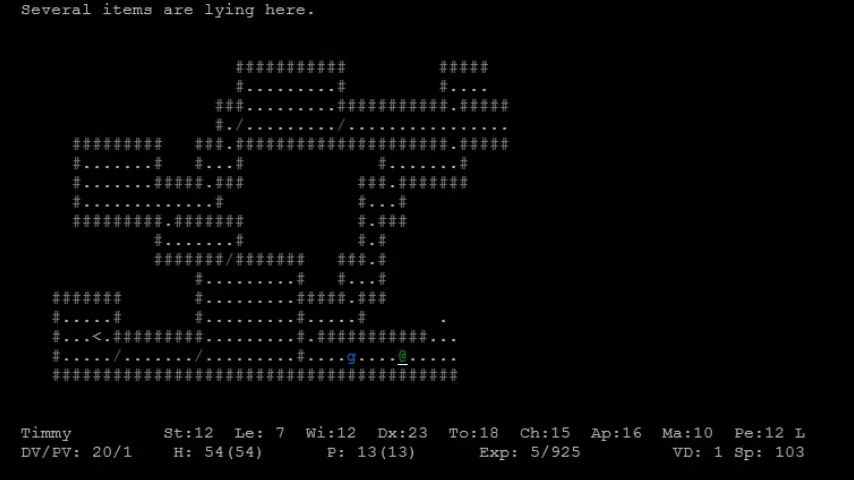 Several items are lying here.
Timmy St:12 Le: 7 Wi:12 Dx:23 To:18 Ch:15 Ap:16 Ma:10 Pe:12 L
DV/PV: 20/1 H: 54(54) P: 13(13) Exp: 5/925 VD: 1 Sp: 103